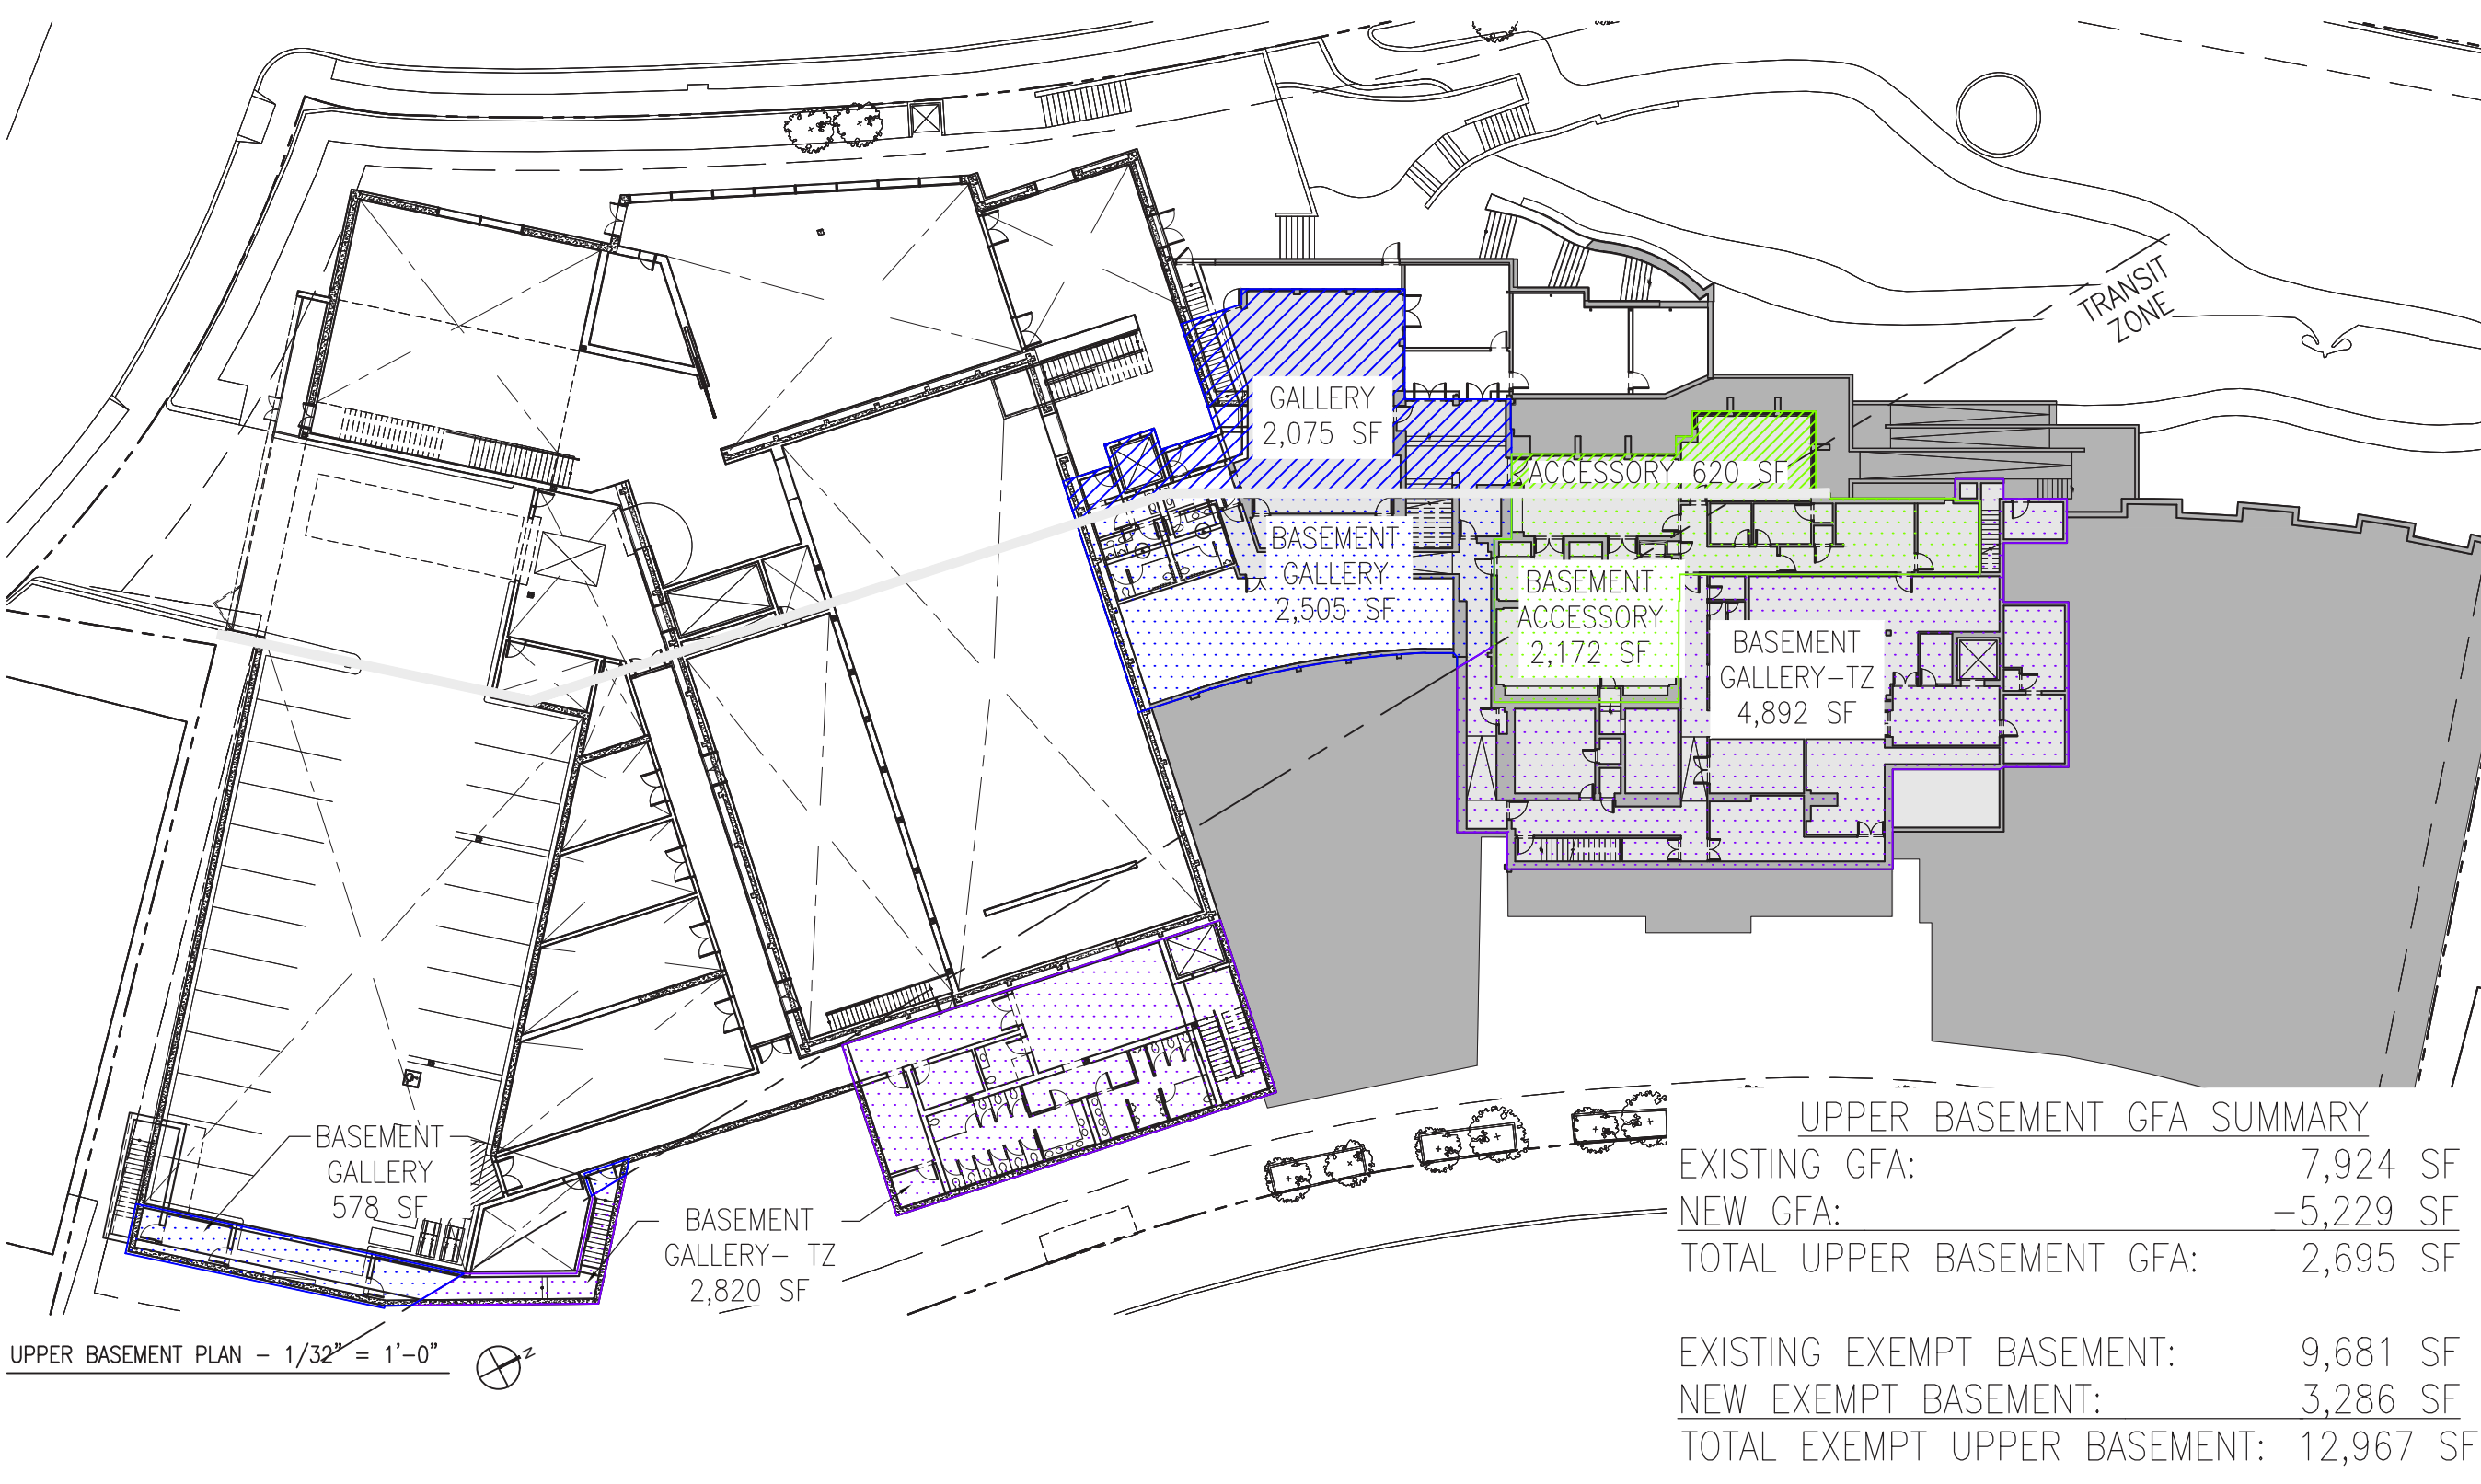 TRANSIT
ZONE
GALLERY
2,075 SF
ACCESSORY 620 SF
BASEMENT
GALLERY
2,505 SF
BASEMENT
ACCESSORY
2,172 SF
BASEMENT
GALLERY-TZ
4,892 SF
BASEMENT
GALLERY
578 SF
BASEMENT
GALLERY- TZ
2,820 SF
UPPER BASEMENT GFA SUMMARY
EXISTING GFA: 7,924 SF
NEW GFA: -5,229 SF
TOTAL UPPER BASEMENT GFA: 2,695 SF
EXISTING EXEMPT BASEMENT: 9,681 SF
NEW EXEMPT BASEMENT: 3,286 SF
TOTAL EXEMPT UPPER BASEMENT: 12,967 SF
UPPER BASEMENT PLAN - 1/32" = 1'-0"
N